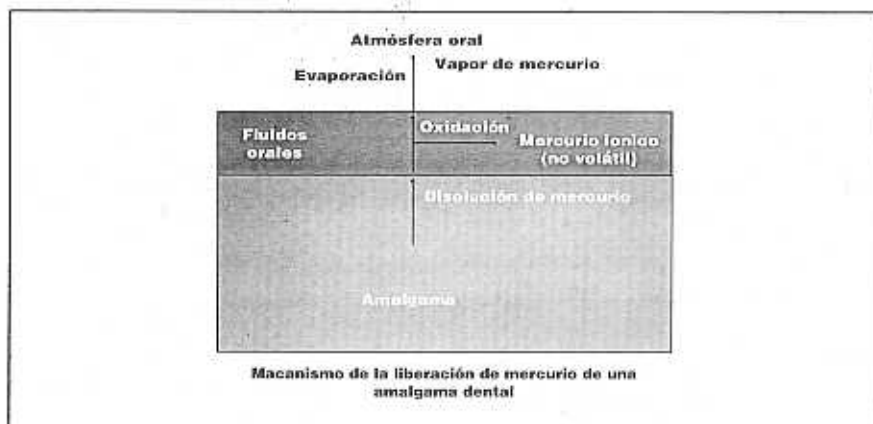 Atmósfera oral
Evaporación
Vapor de mercurio
Fluidos
orales
Oxidación
Mercurio ionico
(no volátil)
Disolución de mercurio
Amalgama
Macanismo de la liberación de mercurio de una
amalgama dental